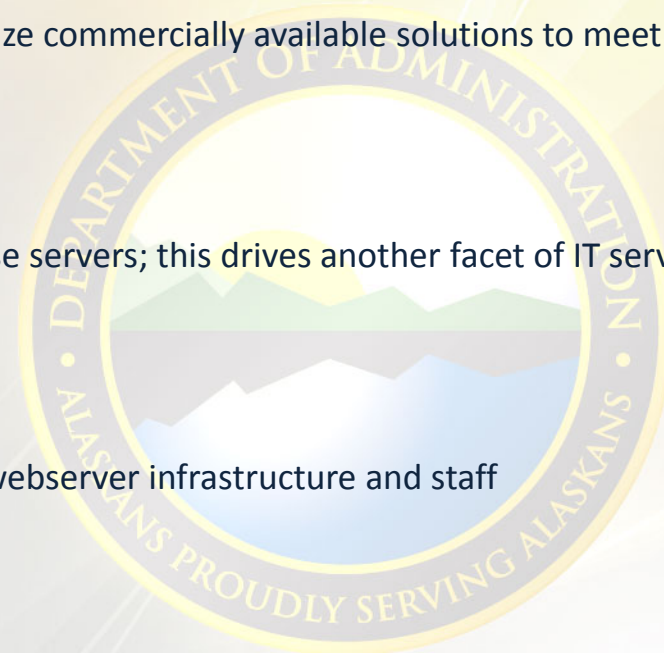 ze commercially available solutions to meet
DEPARTMENT OF ADMINISTRATION
se servers; this drives another facet of IT serv
webserver infrastructure and staff
• ALASKANS PROUDLY SERVING ALASKANS •